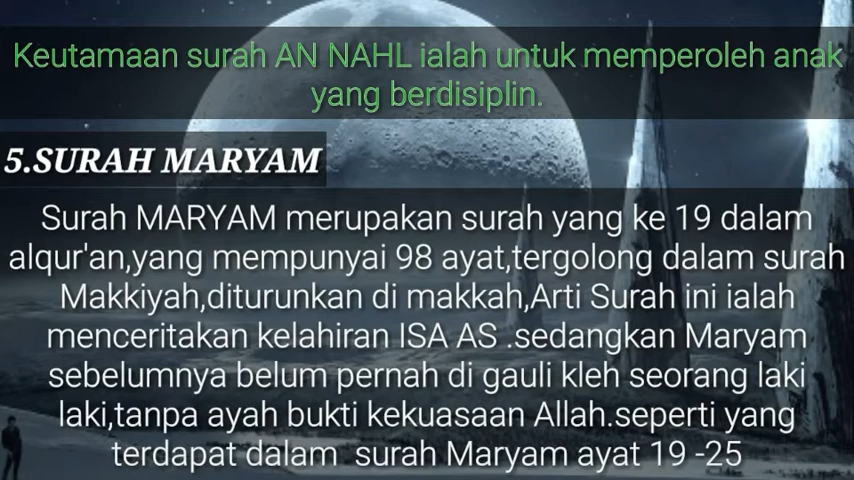 Keutamaan surah AN NAHL ialah untuk memperoleh anak
yang berdisiplin.
5.SURAH MARYAM
Surah MARYAM merupakan surah yang ke 19 dalam
alqur'an,yang mempunyai 98 ayat,tergolong dalam surah
Makkiyah,diturunkan di makkah,Arti Surah ini ialah
menceritakan kelahiran ISA AS .sedangkan Maryam
sebelumnya belum pernah di gauli kleh seorang laki
laki,tanpa ayah bukti kekuasaan Allah.seperti yang
terdapat dalam  surah Maryam ayat 19 -25